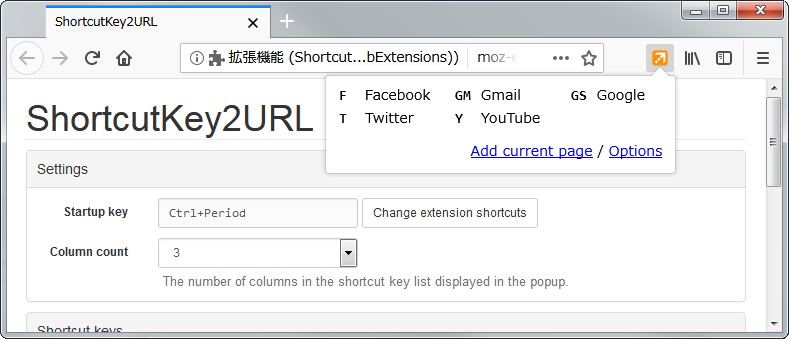 ShortcutKey2URL
拡張機能 (Shortcut...bExtensions))
moz-e
F Facebook GM Gmail GS Google
T Twitter Y YouTube
Add current page / Options
ShortcutKey2URL
Settings
Startup key Ctrl+Period Change extension shortcuts
Column count 3
The number of columns in the shortcut key list displayed in the popup.
Shortcut keys